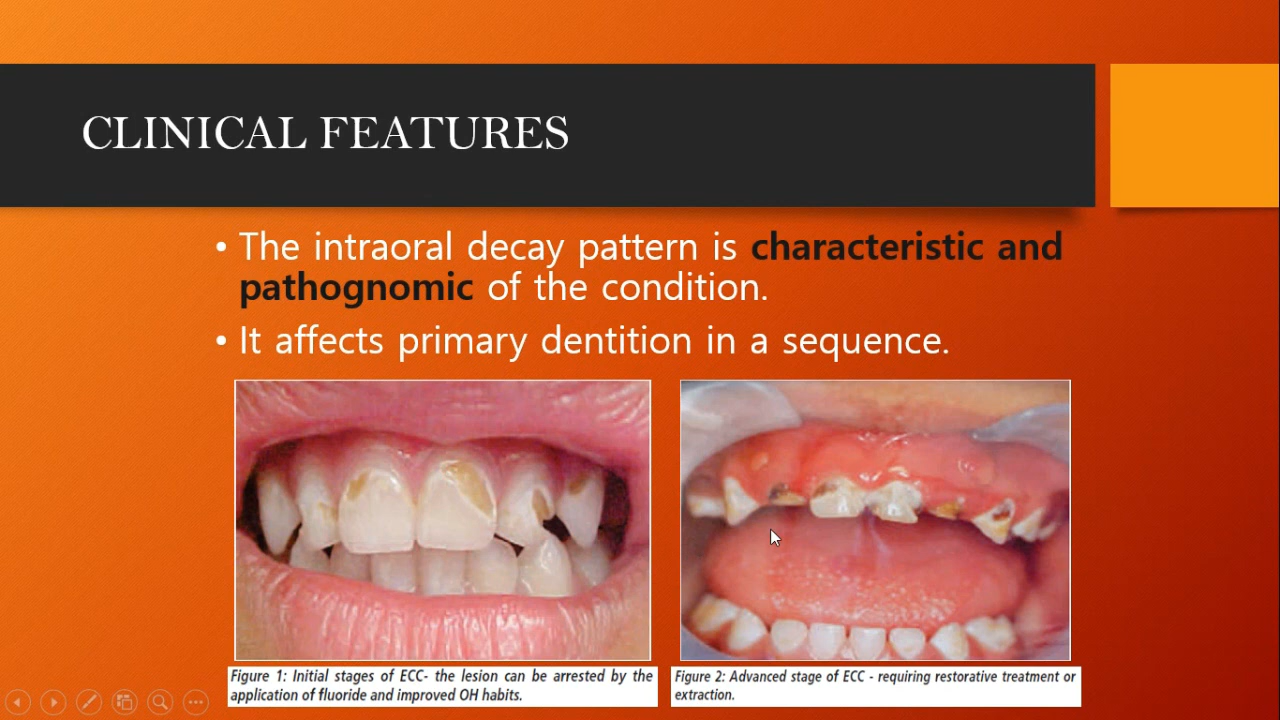 CLINICAL FEATURES
• The intraoral decay pattern is characteristic and
pathognomic of the condition.
• It affects primary dentition in a sequence.
Figure 1: Initial stages of ECC- the lesion can be arrested by the
application of fluoride and improved OH habits.
Figure 2: Advanced stage of ECC - requiring restorative treatment or
extraction.